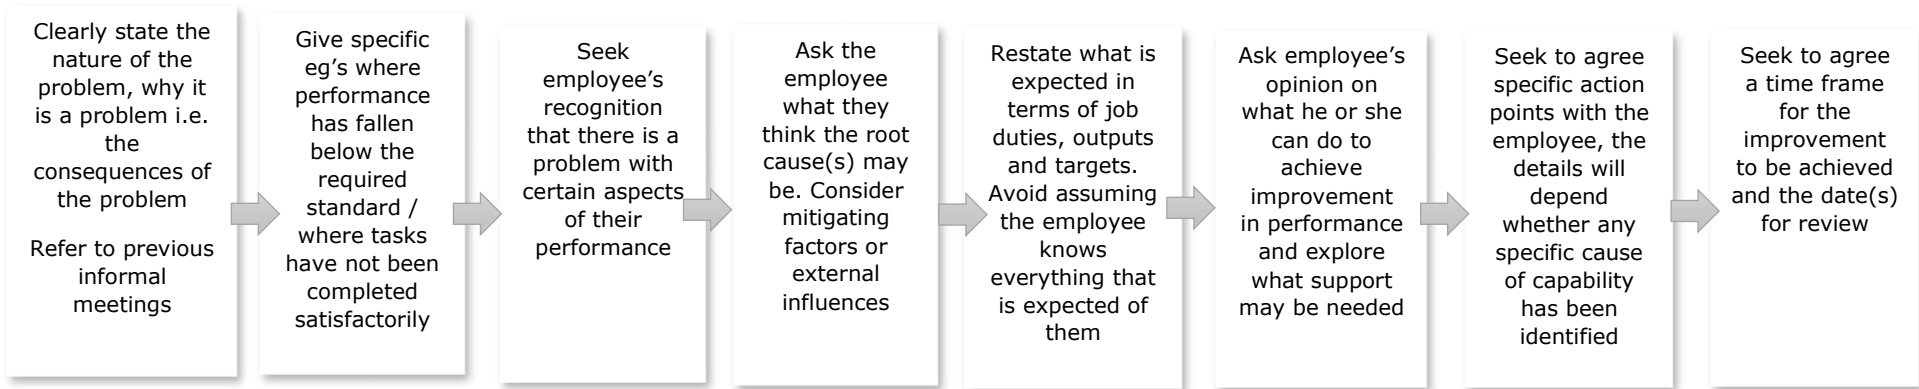 Clearly state the
nature of the
problem, why it
is a problem i.e.
the
consequences of
the problem
Refer to previous
informal
meetings
Give specific
eg's where
performance
has fallen
below the
required
standard /
where tasks
have not been
completed
satisfactorily
Seek
employee’s
recognition
that there is a
problem with
certain aspects
of their
performance
Ask the
employee
what they
think the root
cause(s) may
be. Consider
mitigating
factors or
external
influences
Restate what is
expected in
terms of job
duties, outputs
and targets.
Avoid assuming
the employee
knows
everything that
is expected of
them
Ask employee’s
opinion on
what he or she
can do to
achieve
improvement
in performance
and explore
what support
may be needed
Seek to agree
specific action
points with the
employee, the
details will
depend
whether any
specific cause
of capability
has been
identified
Seek to agree
a time frame
for the
improvement
to be achieved
and the date(s)
for review